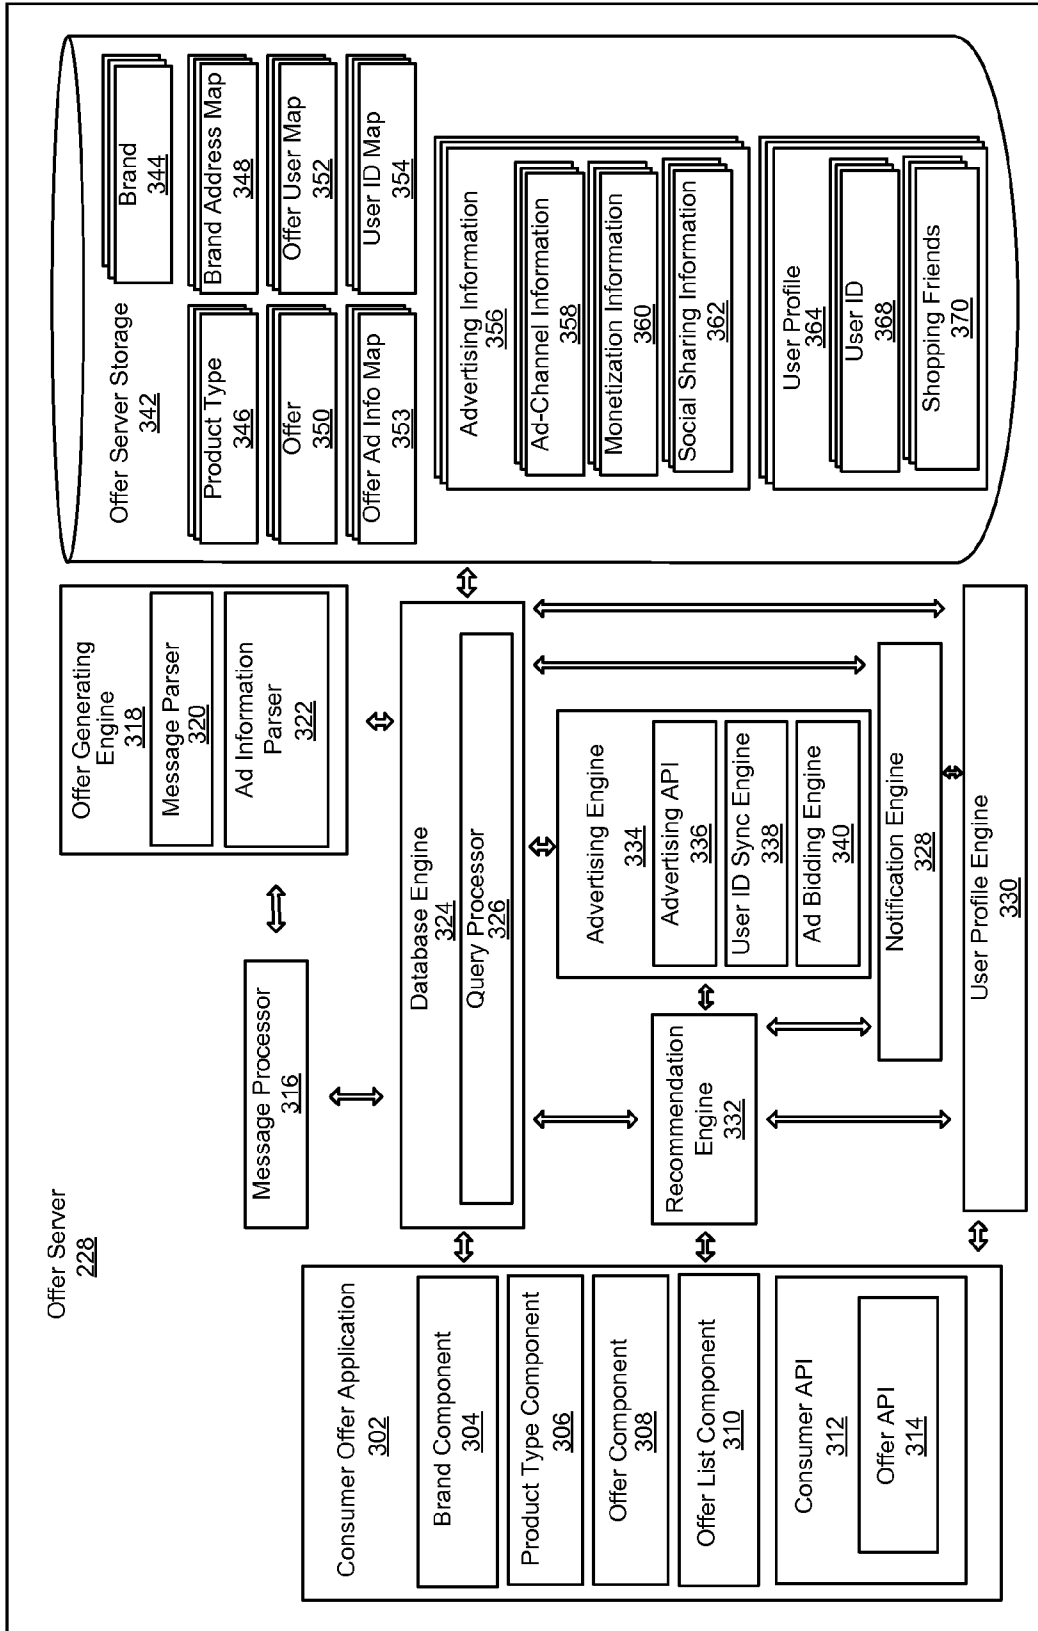 Offer Server
228
Consumer Offer Application
302
Brand Component
304
Product Type Component
306
Offer Component
308
Offer List Component
310
Consumer API
312
Offer API
314
Message Processor
316
Offer Generating
Engine
318
Message Parser
320
Ad Information
Parser
322
Database Engine
324
Query Processor
326
Recommendation
Engine
332
Advertising Engine
334
Advertising API
336
User ID Sync Engine
338
Ad Bidding Engine
340
Notification Engine
328
User Profile Engine
330
Offer Server Storage
342
Brand
344
Product Type
346
Brand Address Map
348
Offer
350
Offer User Map
352
Offer Ad Info Map
353
User ID Map
354
Advertising Information
356
Ad-Channel Information
358
Monetization Information
360
Social Sharing Information
362
User Profile
364
User ID
368
Shopping Friends
370